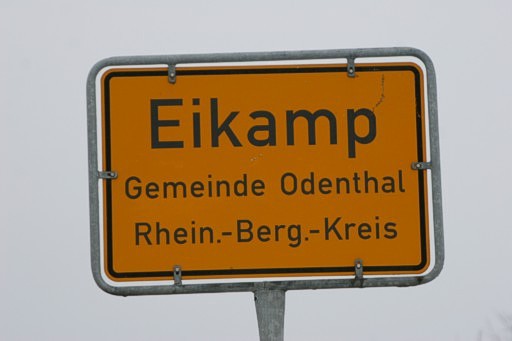 Eikamp
Gemeinde Odenthal
Rhein.-Berg.-Kreis